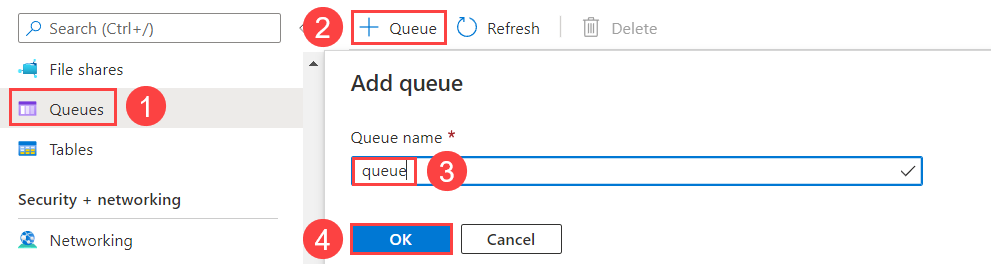 Search (Ctrl+/)
File shares
Queues
1
Tables
Security + networking
Networking
2
Queue
Refresh
Delete
Add queue
Queue name *
queue
3
4
OK
Cancel